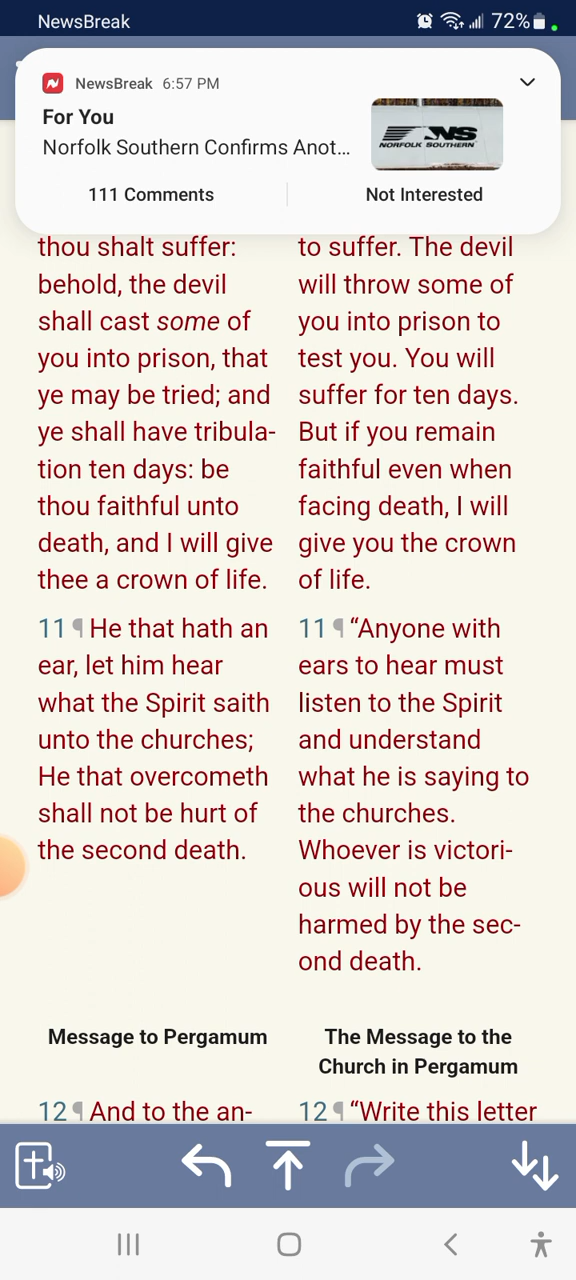 NewsBreak
72%
NewsBreak 6:57 PM
For You
Norfolk Southern Confirms Anot...
NS
NORFOLK SOUTHERN
111 Comments
Not Interested
thou shalt suffer:
behold, the devil
shall cast some of
you into prison, that
ye may be tried; and
ye shall have tribula-
tion ten days: be
thou faithful unto
death, and I will give
thee a crown of life.
11 ¶ He that hath an
ear, let him hear
what the Spirit saith
unto the churches;
He that overcometh
shall not be hurt of
the second death.
Message to Pergamum
12 ¶ And to the an-
to suffer. The devil
will throw some of
you into prison to
test you. You will
suffer for ten days.
But if you remain
faithful even when
facing death, I will
give you the crown
of life.
11 ¶ “Anyone with
ears to hear must
listen to the Spirit
and understand
what he is saying to
the churches.
Whoever is victori-
ous will not be
harmed by the sec-
ond death.
The Message to the
Church in Pergamum
12 ¶ “Write this letter